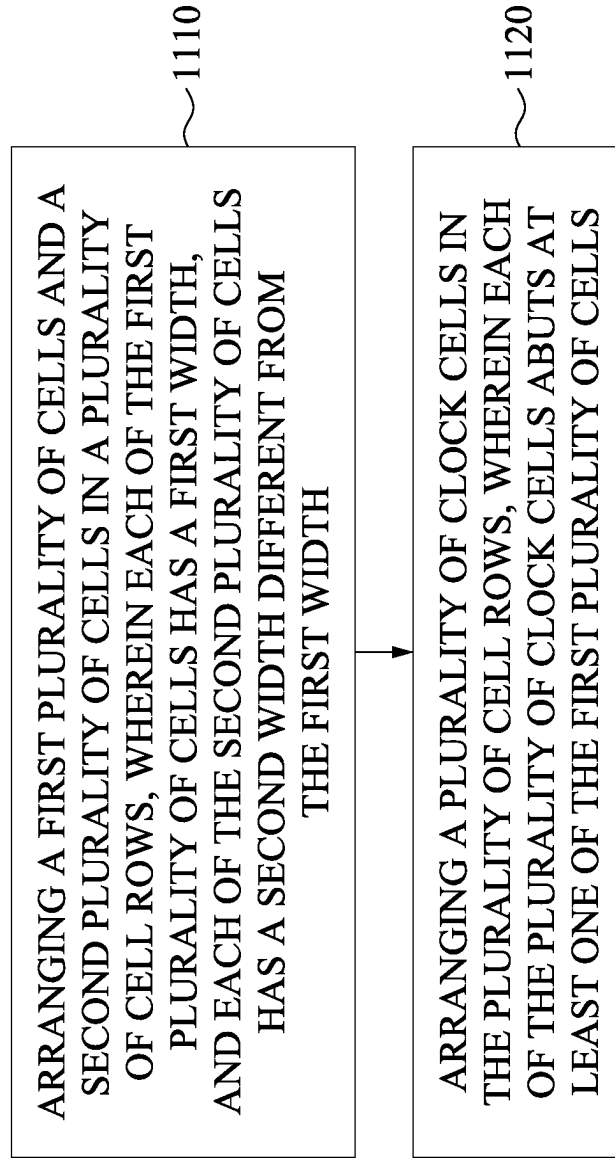 ARRANGING A FIRST PLURALITY OF CELLS AND A
SECOND PLURALITY OF CELLS IN A PLURALITY
OF CELL ROWS, WHEREIN EACH OF THE FIRST
PLURALITY OF CELLS HAS A FIRST WIDTH,
AND EACH OF THE SECOND PLURALITY OF CELLS
HAS A SECOND WIDTH DIFFERENT FROM
THE FIRST WIDTH
1110
ARRANGING A PLURALITY OF CLOCK CELLS IN
THE PLURALITY OF CELL ROWS, WHEREIN EACH
OF THE PLURALITY OF CLOCK CELLS ABUTS AT
LEAST ONE OF THE FIRST PLURALITY OF CELLS
1120